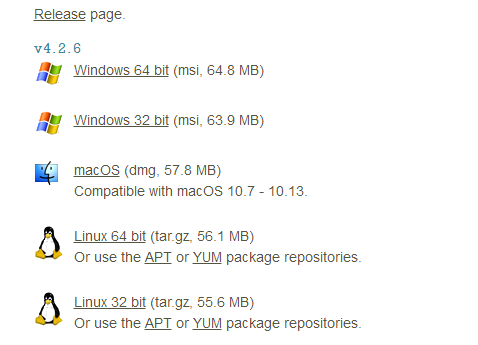 Release page.
v4.2.6
Windows 64 bit (msi, 64.8 MB)
Windows 32 bit (msi, 63.9 MB)
macOS (dmg, 57.8 MB)
Compatible with macOS 10.7 - 10.13.
Linux 64 bit (tar.gz, 56.1 MB)
Or use the APT or YUM package repositories.
Linux 32 bit (tar.gz, 55.6 MB)
Or use the APT or YUM package repositories.